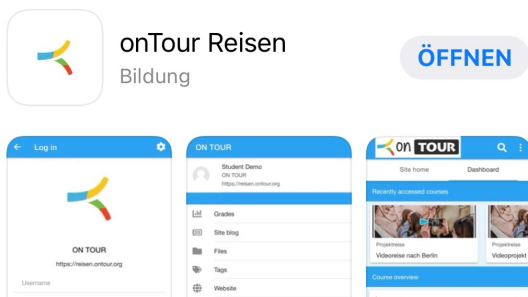 onTour Reisen
Bildung
ÖFFNEN
Log in
ON TOUR
https://reisen.ontour.org
Username
ON TOUR
Student Demo
ON TOUR
https://reisen.ontour.org
Grades
Site blog
Files
Tags
Website
on TOUR
Site home
Dashboard
Recently accessed courses
Projektreise
Videoreise nach Berlin
Projektreise
Videoprojekt
Course overview